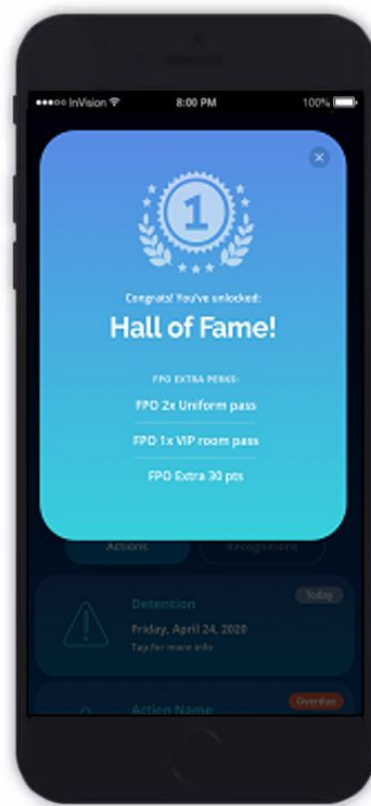 InVision 8:00 PM 100%
1
Congrats! You've unlocked:
Hall of Fame!
FPO EXTRA PERKS:
FPO 2x Uniform pass
FPO 1x VIP room pass
FPO Extra 30 pts
Actions Recognitions
Detention Today
Friday, April 24, 2020
Tap for more info
Action Name Overdue